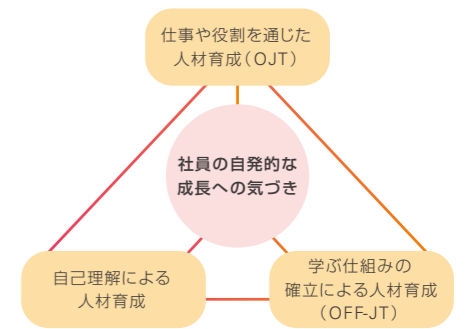 仕事や役割を通じた
人材育成（OJT）
社員の自発的な
成長への気づき
自己理解による
人材育成
学ぶ仕組みの
確立による人材育成
（OFF-JT）